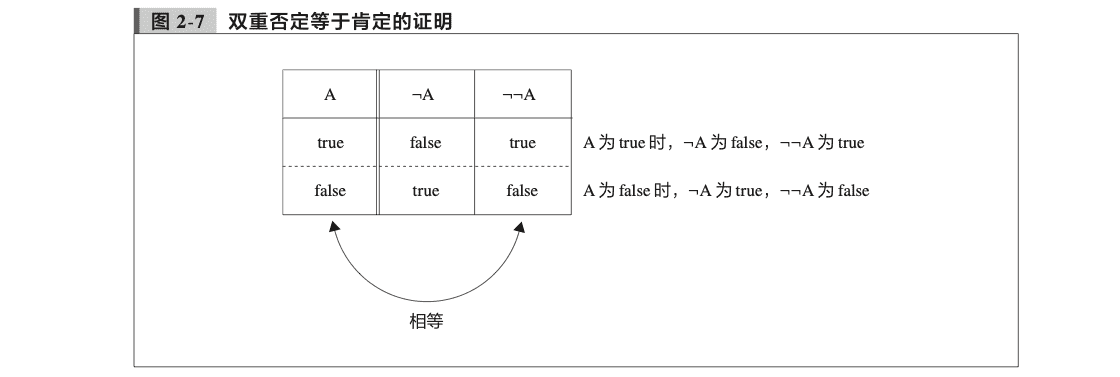 图 2-7 双重否定等于肯定的证明
A ¬A ¬¬A
true false true A 为 true 时，¬A 为 false，¬¬A 为 true
false true false A 为 false 时，¬A 为 true，¬¬A 为 false
相等